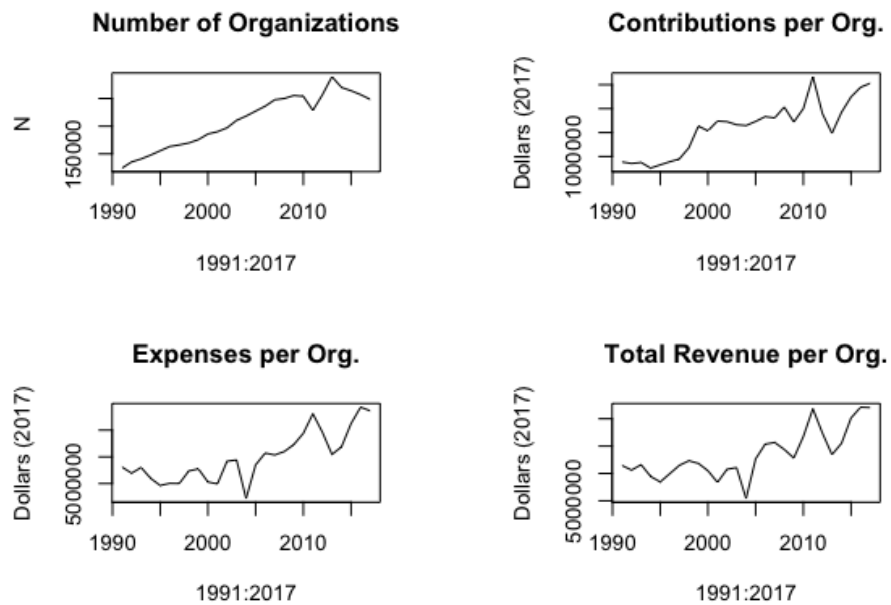 Number of Organizations
N
150000
1990 2000 2010
1991:2017
Contributions per Org.
Dollars (2017)
1000000
1990 2000 2010
1991:2017
Expenses per Org.
Dollars (2017)
5000000
1990 2000 2010
1991:2017
Total Revenue per Org.
Dollars (2017)
5000000
1990 2000 2010
1991:2017